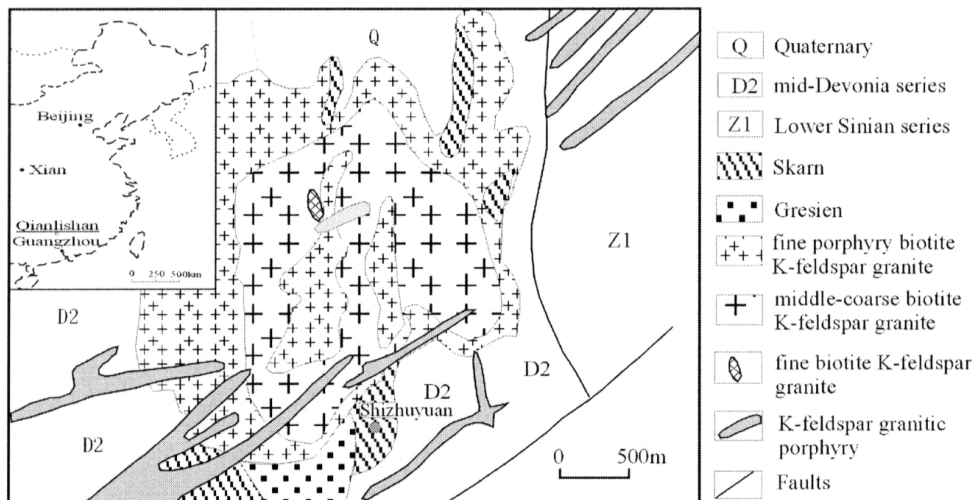 Beijing
Xian
Qianlishan
Guangzhou
0 250 500km
Q
Z1
D2
D2
D2
D2
Shizhuyuan
0 500m
Q Quaternary
D2 mid-Devonia series
Z1 Lower Sinian series
Skarn
Gresien
fine porphyry biotite
K-feldspar granite
middle-coarse biotite
K-feldspar granite
fine biotite K-feldspar
granite
K-feldspar granitic
porphyry
Faults